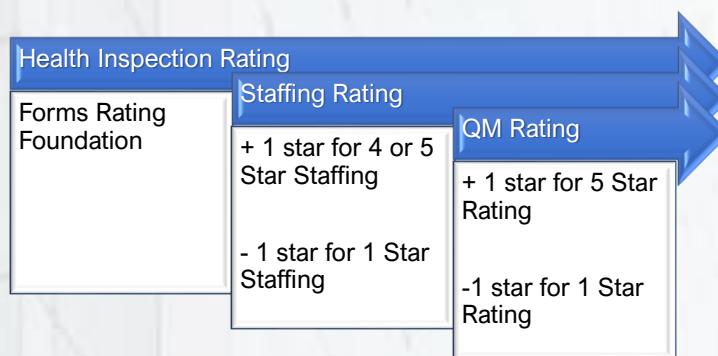 Health Inspection Rating
Forms Rating
Foundation
Staffing Rating
+ 1 star for 4 or 5
Star Staffing
- 1 star for 1 Star
Staffing
QM Rating
+ 1 star for 5 Star
Rating
-1 star for 1 Star
Rating